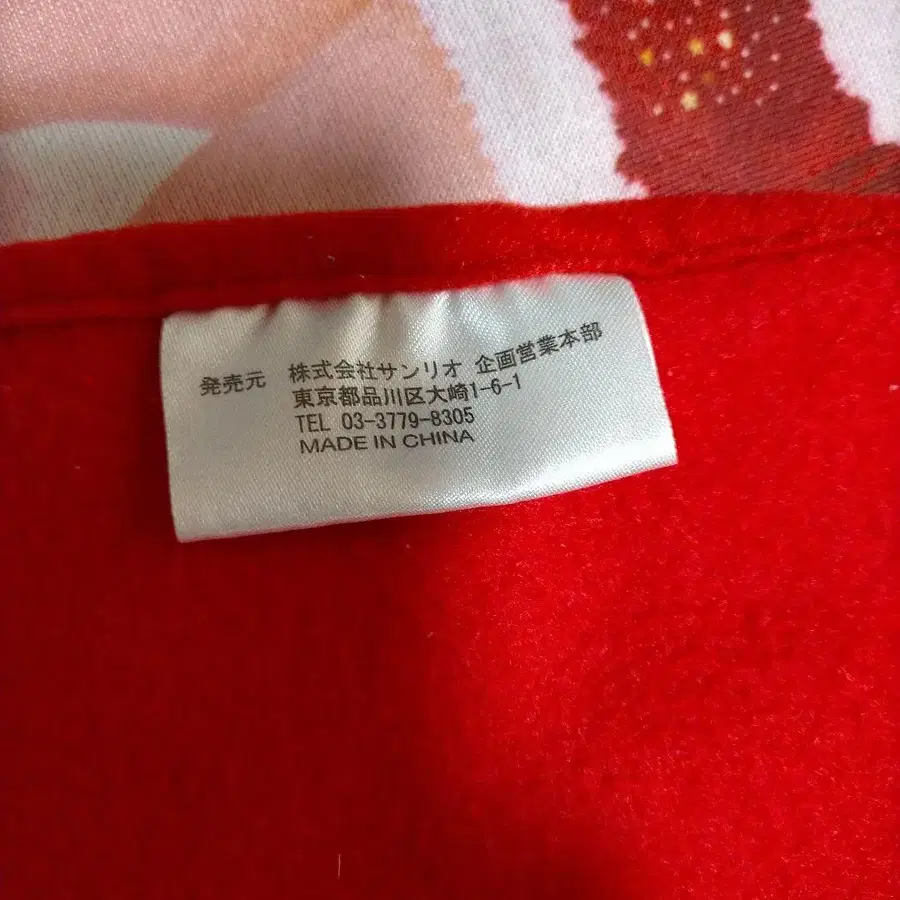 発売元 株式会社サンリオ 企画営業本部
東京都品川区大崎1-6-1
TEL 03-3779-8305
MADE IN CHINA